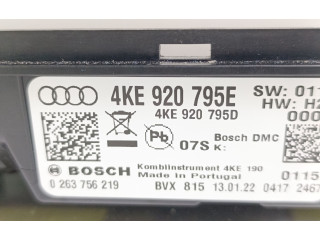 4KE 920 795E SW: 011
4KE 920 795D HW: H2
000
Pb 07S Bosch DMC
K:
BOSCH Kombiinstrument 4KE 190
Made in Portugal 0115
0 263 756 219 BVX 815 13.01.22 0417 2467